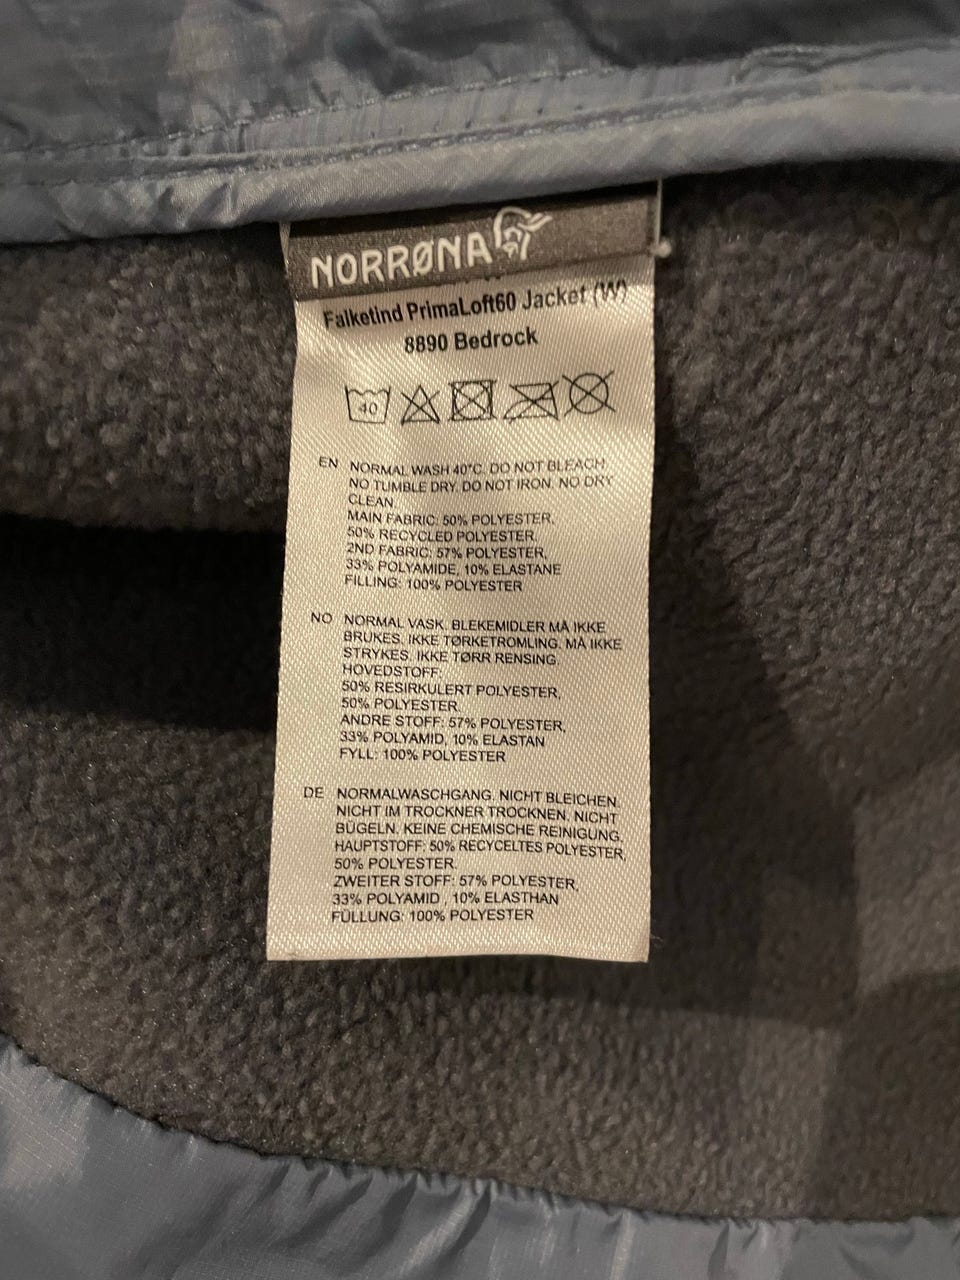 NORRØNA
Falketind PrimaLoft60 Jacket (W)
8890 Bedrock
40
EN NORMAL WASH 40°C. DO NOT BLEACH.
NO TUMBLE DRY. DO NOT IRON. NO DRY
CLEAN.
MAIN FABRIC: 50% POLYESTER,
50% RECYCLED POLYESTER.
2ND FABRIC: 57% POLYESTER,
33% POLYAMIDE, 10% ELASTANE
FILLING: 100% POLYESTER
NO NORMAL VASK. BLEKEMIDLER MÅ IKKE
BRUKES. IKKE TØRKETROMLING. MÅ IKKE
STRYKES. IKKE TØRR RENSING.
HOVEDSTOFF:
50% RESIRKULERT POLYESTER,
50% POLYESTER.
ANDRE STOFF: 57% POLYESTER,
33% POLYAMID, 10% ELASTAN
FYLL: 100% POLYESTER
DE NORMALWASCHGANG. NICHT BLEICHEN.
NICHT IM TROCKNER TROCKNEN. NICHT
BÜGELN. KEINE CHEMISCHE REINIGUNG.
HAUPTSTOFF: 50% RECYCELTES POLYESTER,
50% POLYESTER.
ZWEITER STOFF: 57% POLYESTER,
33% POLYAMID , 10% ELASTHAN
FÜLLUNG: 100% POLYESTER